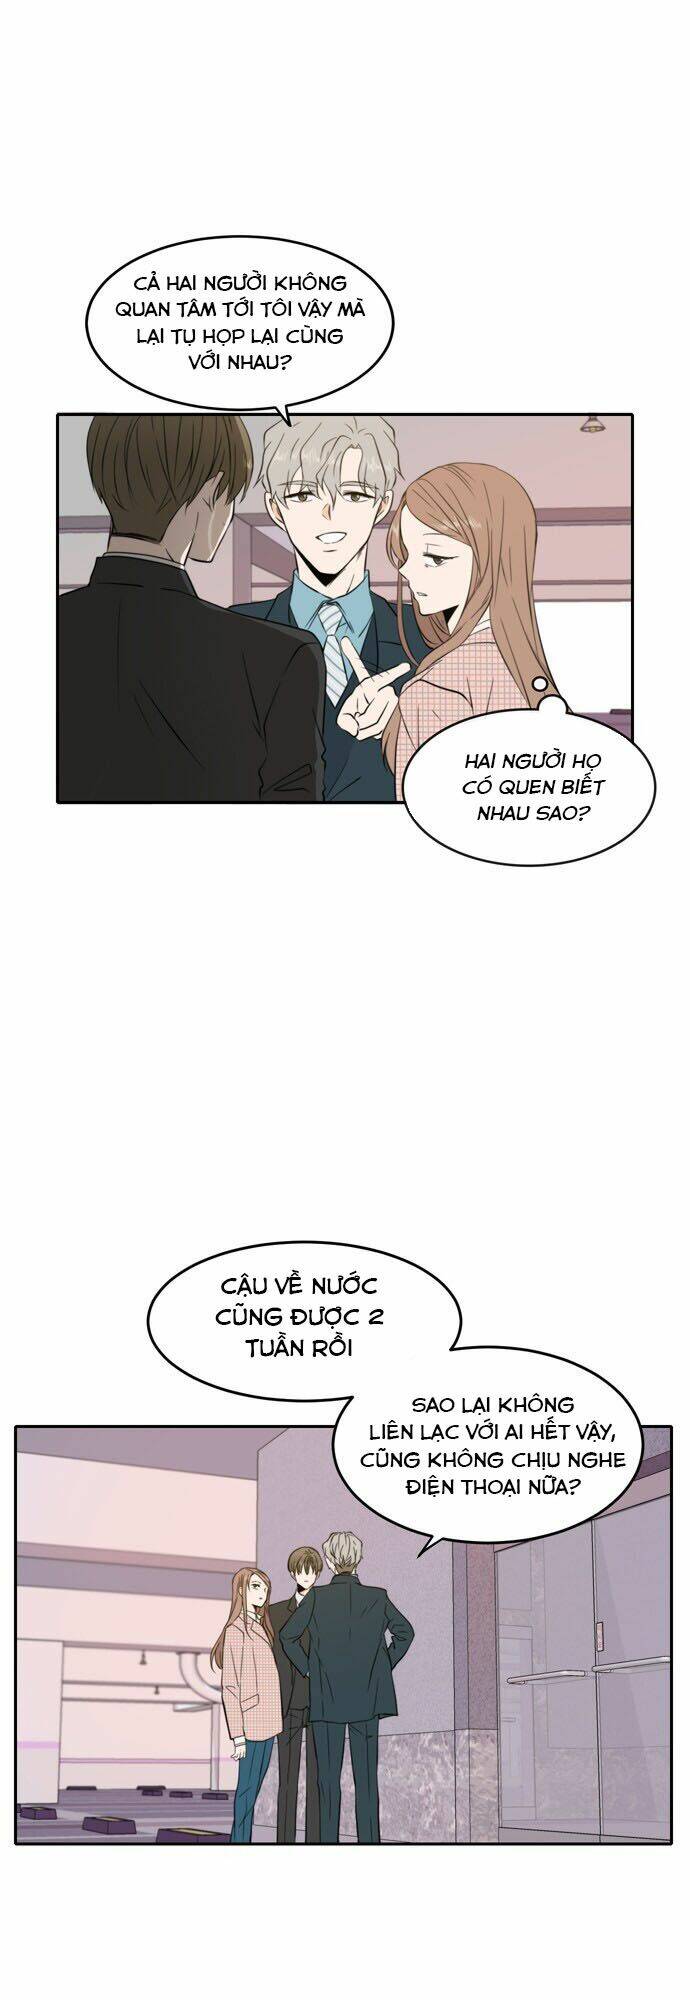 CẢ HAI NGƯỜI KHÔNG
QUAN TÂM TỚI TÔI VẬY MÀ
LẠI TỤ HỌP LẠI CÙNG
VỚI NHAU?
HAI NGƯỜI HỌ
CÓ QUEN BIẾT
NHAU SAO?
CẬU VỀ NƯỚC
CŨNG ĐƯỢC 2
TUẦN RỒI
SAO LẠI KHÔNG
LIÊN LẠC VỚI AI HẾT VẬY,
CŨNG KHÔNG CHỊU NGHE
ĐIỆN THOẠI NỮA?